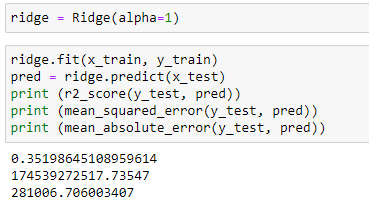 ridge = Ridge(alpha=1)
ridge.fit(x_train, y_train)
pred = ridge.predict(x_test)
print (r2_score(y_test, pred))
print (mean_squared_error(y_test, pred))
print (mean_absolute_error(y_test, pred))
0.35198645108959614
174539272517.73547
281006.706003407